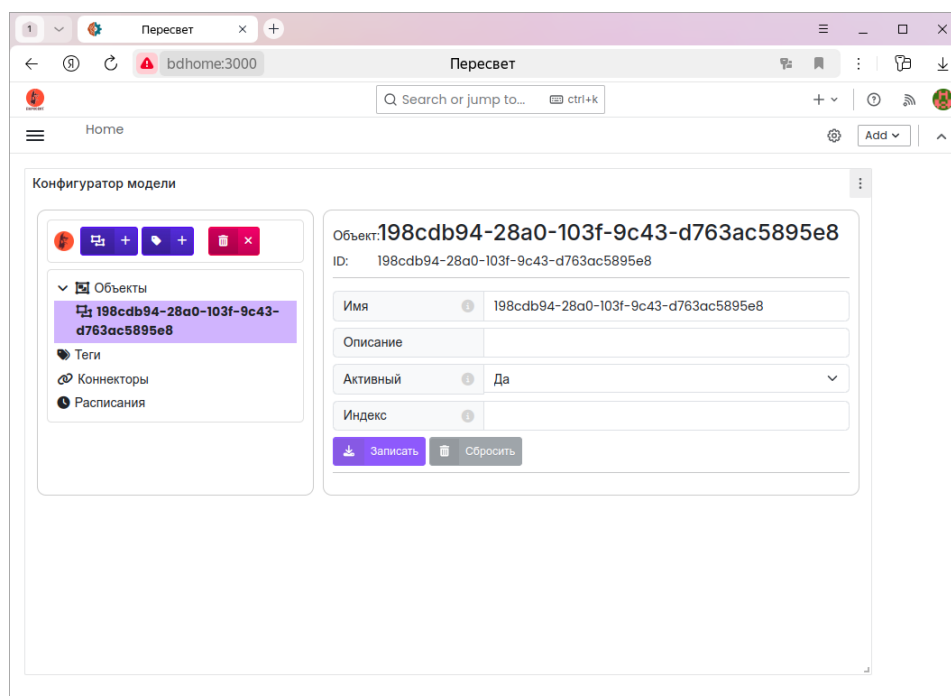 1
Пересвет
bdhome:3000
Пересвет
Search or jump to...
ctrl+k
Home
Add
Конфигуратор модели
Объекты
198cdb94-28a0-103f-9c43-
d763ac5895e8
Теги
Коннекторы
Расписания
Объект:198cdb94-28a0-103f-9c43-d763ac5895e8
ID: 198cdb94-28a0-103f-9c43-d763ac5895e8
Имя 198cdb94-28a0-103f-9c43-d763ac5895e8
Описание
Активный Да
Индекс
Записать Сбросить